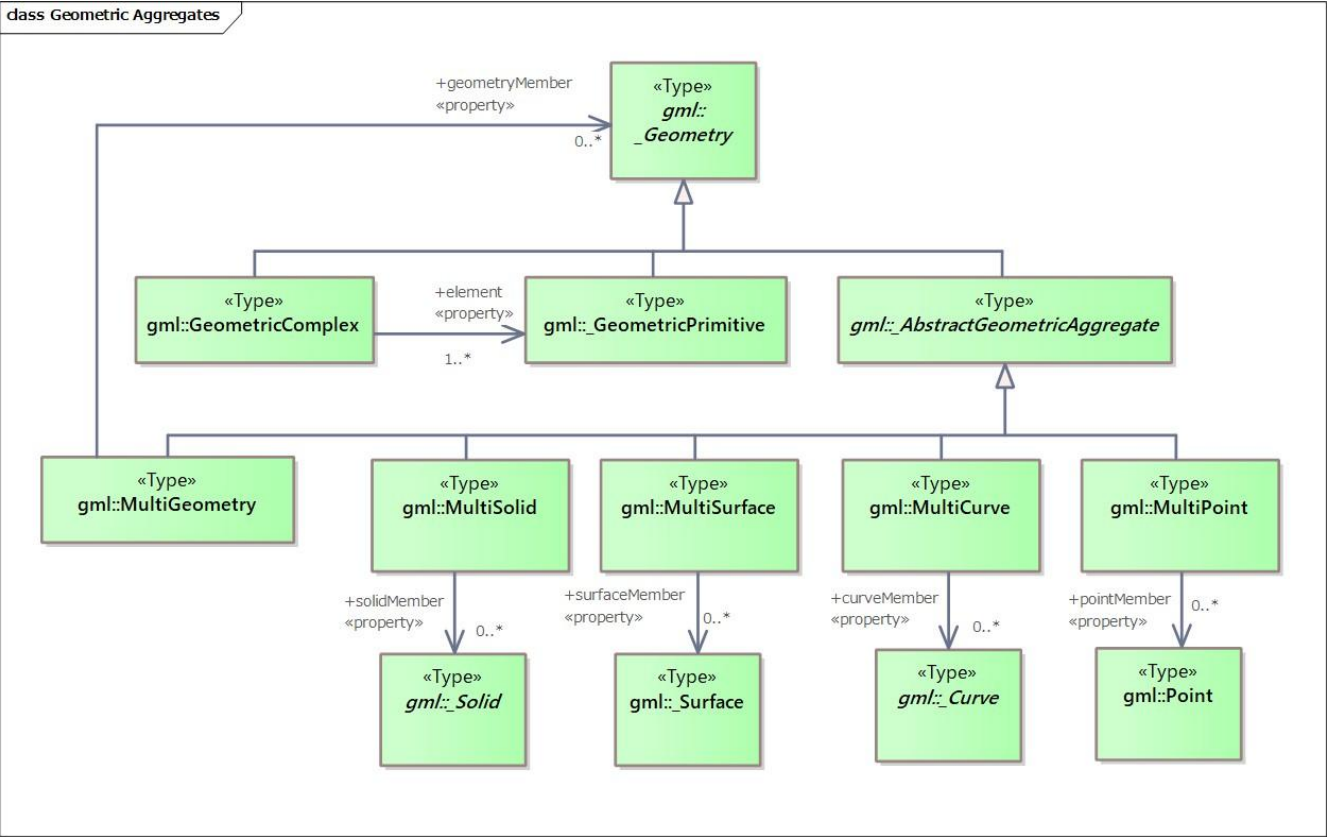 class Geometric Aggregates
+geometryMember
«property»
0..*
«Type»
gml::
_Geometry
«Type»
gml::GeometricComplex
+element
«property»
1..*
«Type»
gml::_GeometricPrimitive
«Type»
gml::_AbstractGeometricAggregate
«Type»
gml::MultiGeometry
«Type»
gml::MultiSolid
«Type»
gml::MultiSurface
«Type»
gml::MultiCurve
«Type»
gml::MultiPoint
+solidMember
«property»
0..*
+surfaceMember
«property»
0..*
+curveMember
«property»
0..*
+pointMember
«property»
0..*
«Type»
gml::_Solid
«Type»
gml::_Surface
«Type»
gml::_Curve
«Type»
gml::Point